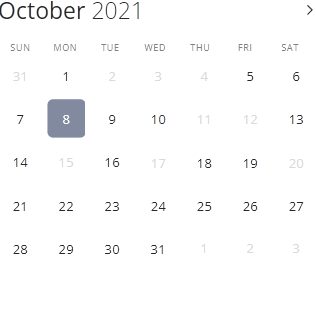 October 2021 >
SUN MON TUE WED THU FRI SAT
31 1 2 3 4 5 6
7 8 9 10 11 12 13
14 15 16 17 18 19 20
21 22 23 24 25 26 27
28 29 30 31 1 2 3